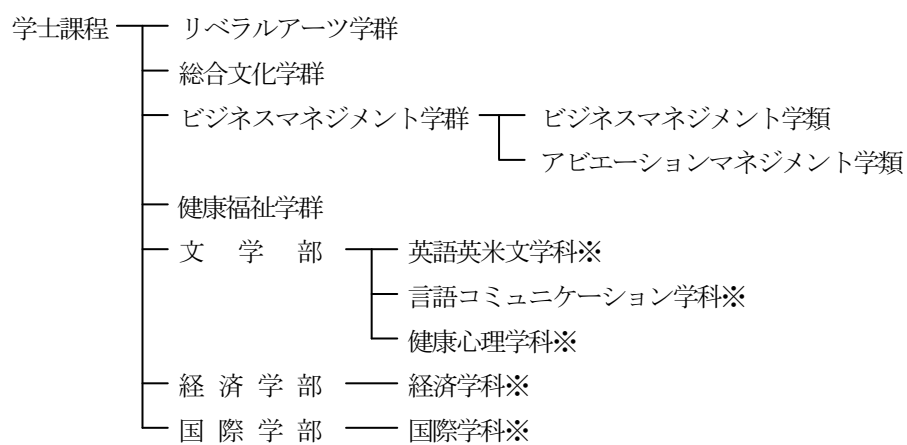 学士課程 リベラルアーツ学群
総合文化学群
ビジネスマネジメント学群 ビジネスマネジメント学類
アビエーションマネジメント学類
健康福祉学群
文学部 英語英米文学科※
言語コミュニケーション学科※
健康心理学科※
経済学部 経済学科※
国際学部 国際学科※